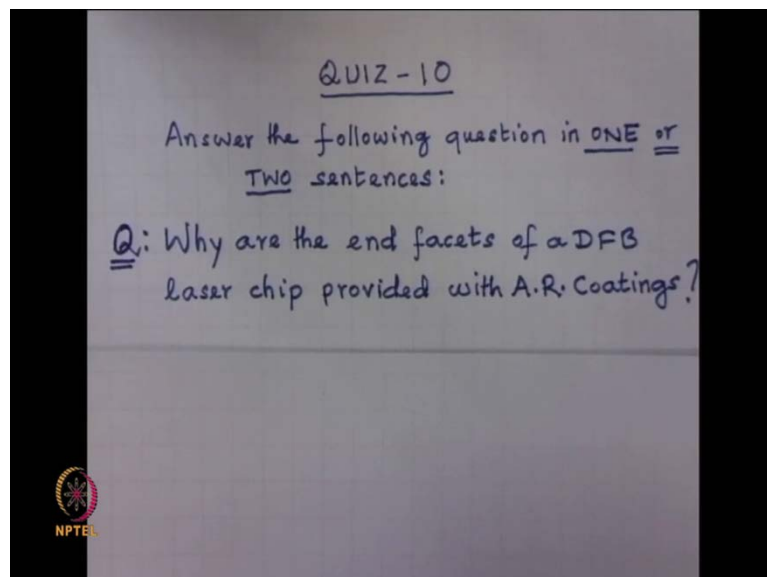 QUIZ-10
Answer the following question in ONE or
TWO sentences:
Q: Why are the end facets of a DFB
laser chip provided with A.R. Coatings?
NPTEL